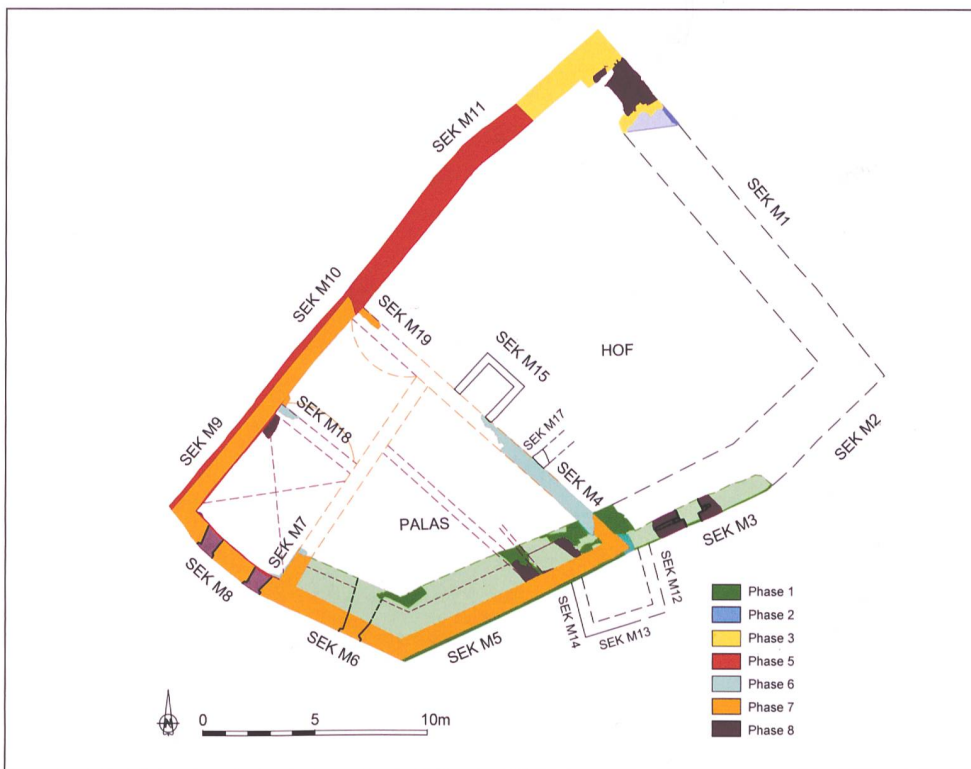 SEK M11
SEK M1
SEK M10
SEK M19
SEK M15
HOF
SEK M17
SEK M2
SEK M9
SEK M18
SEK M4
PALAS
SEK M7
SEK M3
SEK M8
SEK M12
SEK M14
SEK M13
SEK M6
SEK M5
Phase 1
Phase 2
Phase 3
Phase 5
Phase 6
Phase 7
Phase 8
N
0 5 10m